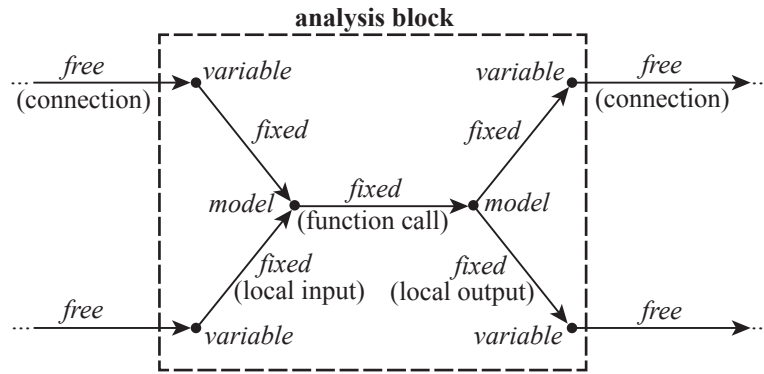 analysis block
... free variable variable free ...
(connection) (connection)
fixed fixed
model fixed model
(function call)
fixed fixed
(local input) (local output)
... free free ...
variable variable